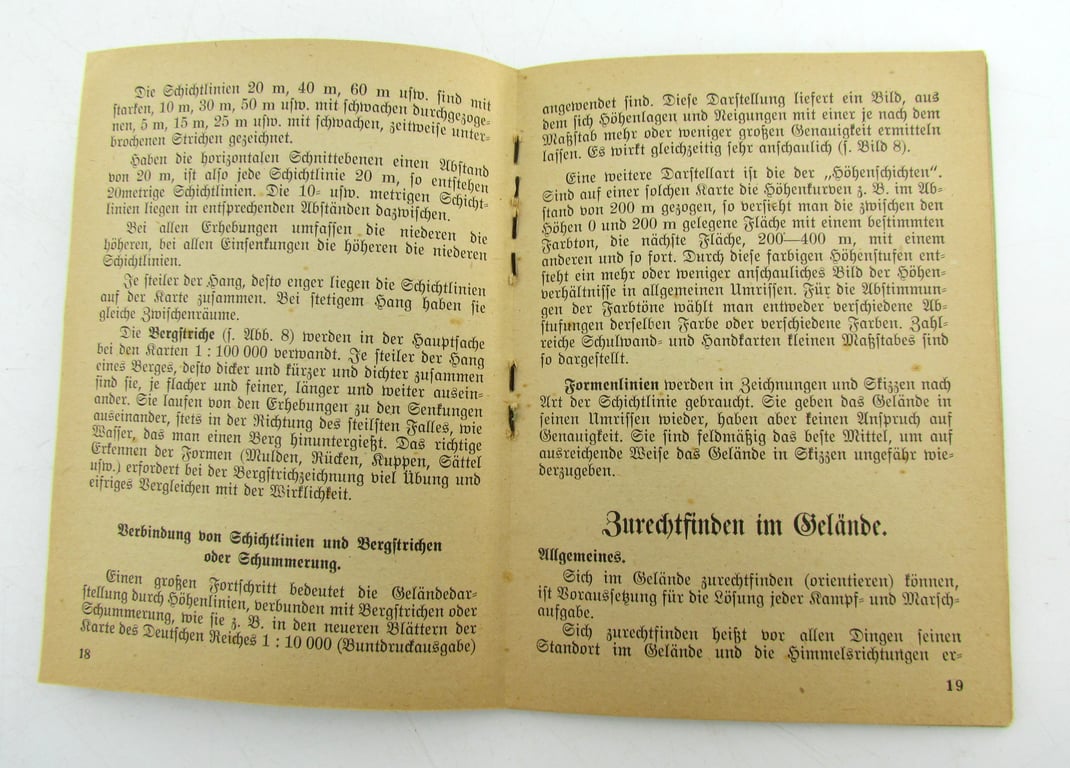 Die Schichtlinien 20 m, 40 m, 60 m usw. sind mit
starken, 10 m, 30 m, 50 m usw. mit schwachen durchgezoge-
nen, 5 m, 15 m, 25 m usw. mit schwachen, zeitweise unter-
brochenen Strichen gezeichnet.
Haben die horizontalen Schnittebenen einen Abstand
von 20 m, ist also jede Schichtlinie 20 m, so entstehen
20metrige Schichtlinien. Die 10- usw. metrigen Schicht-
linien liegen in entsprechenden Abständen dazwischen.
Bei allen Erhebungen umfassen die niederen die
höheren, bei allen Einsenkungen die höheren die niederen
Schichtlinien.
Je steiler der Hang, desto enger liegen die Schichtlinien
auf der Karte zusammen. Bei stetigem Hang haben sie
gleiche Zwischenräume.
Die Bergstriche (s. Abb. 8) werden in der Hauptsache
bei den Karten 1 : 100 000 verwandt. Je steiler der Hang
eines Berges, desto dicker und kürzer und dichter zusammen
sind sie, je flacher und feiner, länger und weiter ausein-
ander. Sie laufen von den Erhebungen zu den Senkungen
auseinander, stets in der Richtung des steilsten Falles, wie
Wasser, das man einen Berg hinuntergießt. Das richtige
Erkennen der Formen (Mulden, Rücken, Kuppen, Sättel
usw.) erfordert bei der Bergstrichzeichnung viel Übung und
eifriges Vergleichen mit der Wirklichkeit.
Verbindung von Schichtlinien und Bergstrichen
oder Schummerung.
Einen großen Fortschritt bedeutet die Geländedar-
stellung durch Höhenlinien, verbunden mit Bergstrichen oder
Schummerung, wie sie z. B. in den neueren Blättern der
Karte des Deutschen Reiches 1 : 10 000 (Buntdruckausgabe)
18
angewendet sind. Diese Darstellung liefert ein Bild, aus
dem sich Höhenlagen und Neigungen mit einer je nach dem
Maßstab mehr oder weniger großen Genauigkeit ermitteln
lassen. Es wirkt gleichzeitig sehr anschaulich (s. Bild 8).
Eine weitere Darstellart ist die der „Höhenschichten“.
Sind auf einer solchen Karte die Höhenkurven z. B. im Ab-
stand von 200 m gezogen, so versieht man die zwischen den
Höhen 0 und 200 m gelegene Fläche mit einem bestimmten
Farbton, die nächste Fläche, 200—400 m, mit einem
anderen und so fort. Durch diese farbigen Höhenstufen ent-
steht ein mehr oder weniger anschauliches Bild der Höhen-
verhältnisse in allgemeinen Umrissen. Für die Abstimmun-
gen der Farbtöne wählt man entweder verschiedene Ab-
stufungen derselben Farbe oder verschiedene Farben. Zahl-
reiche Schulwand- und Handkarten kleinen Maßstabes sind
so dargestellt.
Formenlinien werden in Zeichnungen und Skizzen nach
Art der Schichtlinie gebraucht. Sie geben das Gelände in
seinen Umrissen wieder, haben aber keinen Anspruch auf
Genauigkeit. Sie sind feldmäßig das beste Mittel, um auf
ausreichende Weise das Gelände in Skizzen ungefähr wie-
derzugeben.
Zurechtfinden im Gelände.
Allgemeines.
Sich im Gelände zurechtfinden (orientieren) können,
ist Voraussetzung für die Lösung jeder Kampf- und Marsch-
aufgabe.
Sich zurechtfinden heißt vor allen Dingen seinen
Standort im Gelände und die Himmelsrichtungen er-
19